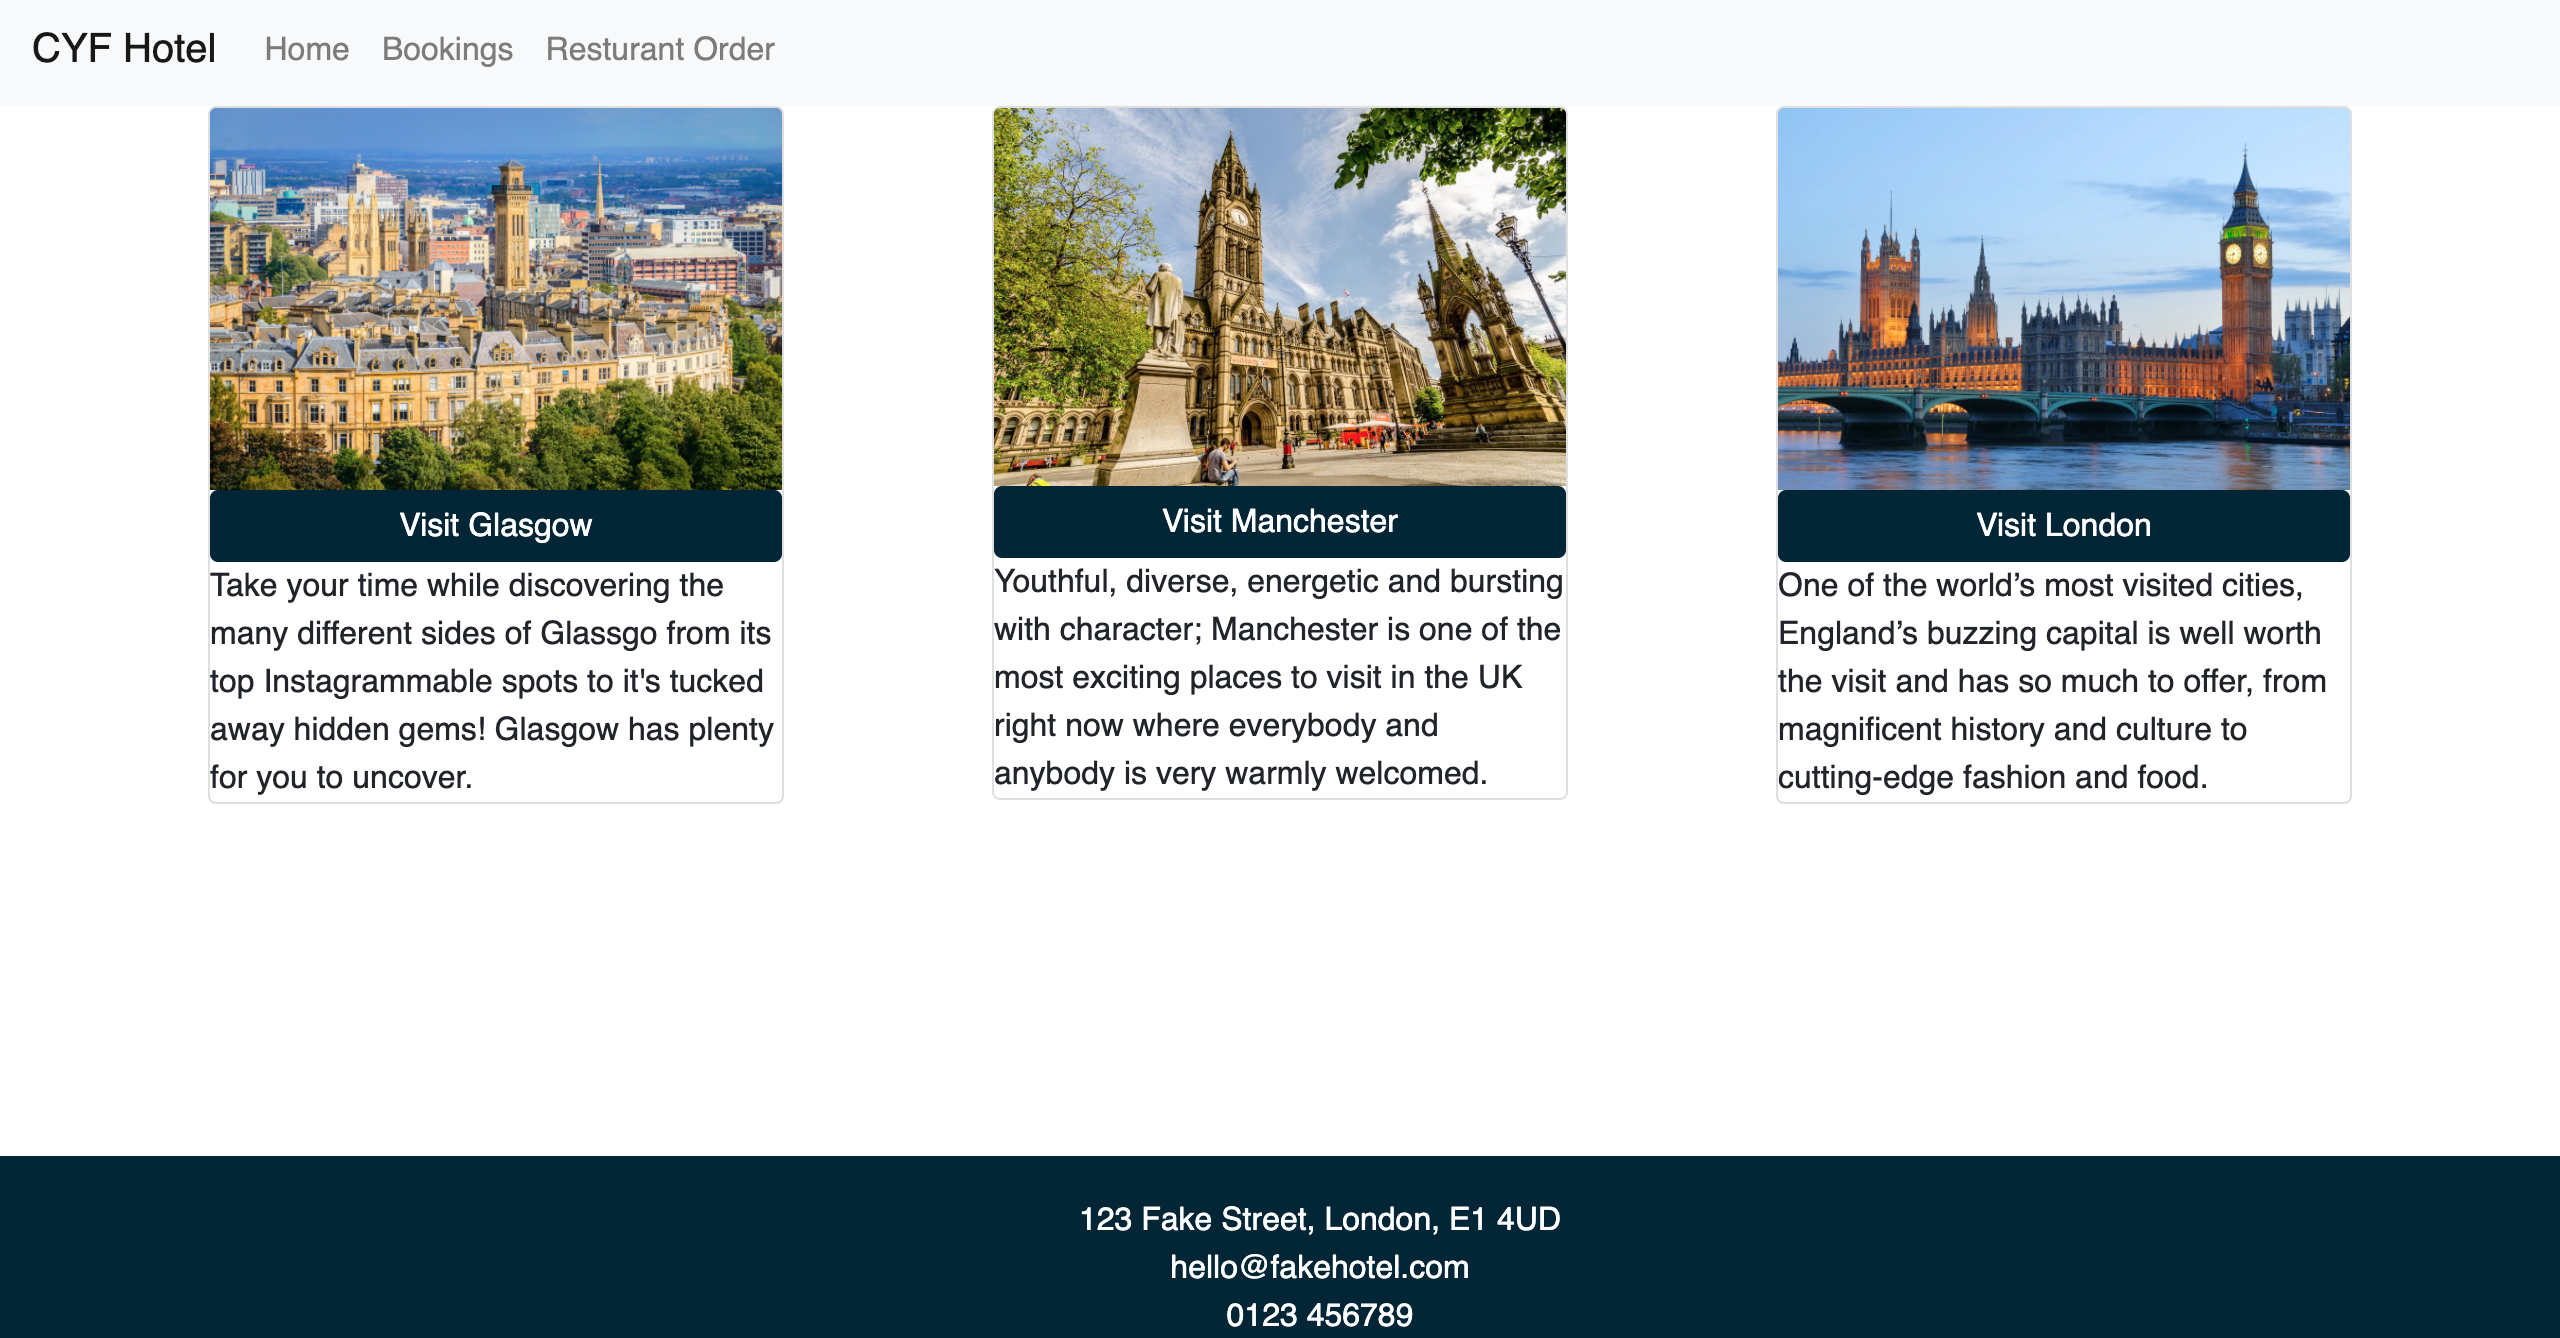 CYF Hotel Home Bookings Resturant Order
Visit Glasgow
Take your time while discovering the
many different sides of Glassgo from its
top Instagrammable spots to it's tucked
away hidden gems! Glasgow has plenty
for you to uncover.
Visit Manchester
Youthful, diverse, energetic and bursting
with character; Manchester is one of the
most exciting places to visit in the UK
right now where everybody and
anybody is very warmly welcomed.
Visit London
One of the world’s most visited cities,
England’s buzzing capital is well worth
the visit and has so much to offer, from
magnificent history and culture to
cutting-edge fashion and food.
123 Fake Street, London, E1 4UD
hello@fakehotel.com
0123 456789